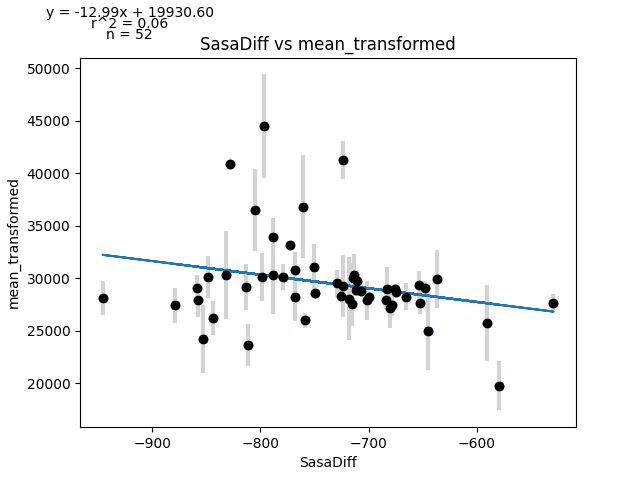 y = -12.99x + 19930.60
r^2 = 0.06
n = 52
SasaDiff vs mean_transformed
50000
45000
40000
35000
30000
25000
20000
mean_transformed
−900
−800
−700
−600
SasaDiff